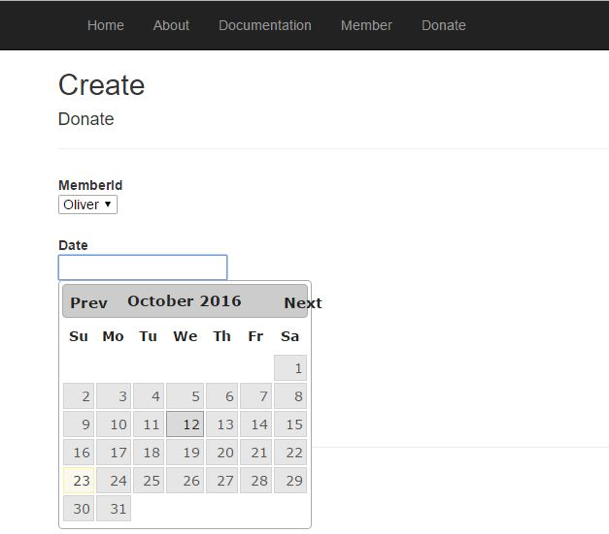 Home About Documentation Member Donate
Create
Donate
MemberId
Oliver
Date
Prev October 2016 Next
Su Mo Tu We Th Fr Sa
1
2 3 4 5 6 7 8
9 10 11 12 13 14 15
16 17 18 19 20 21 22
23 24 25 26 27 28 29
30 31